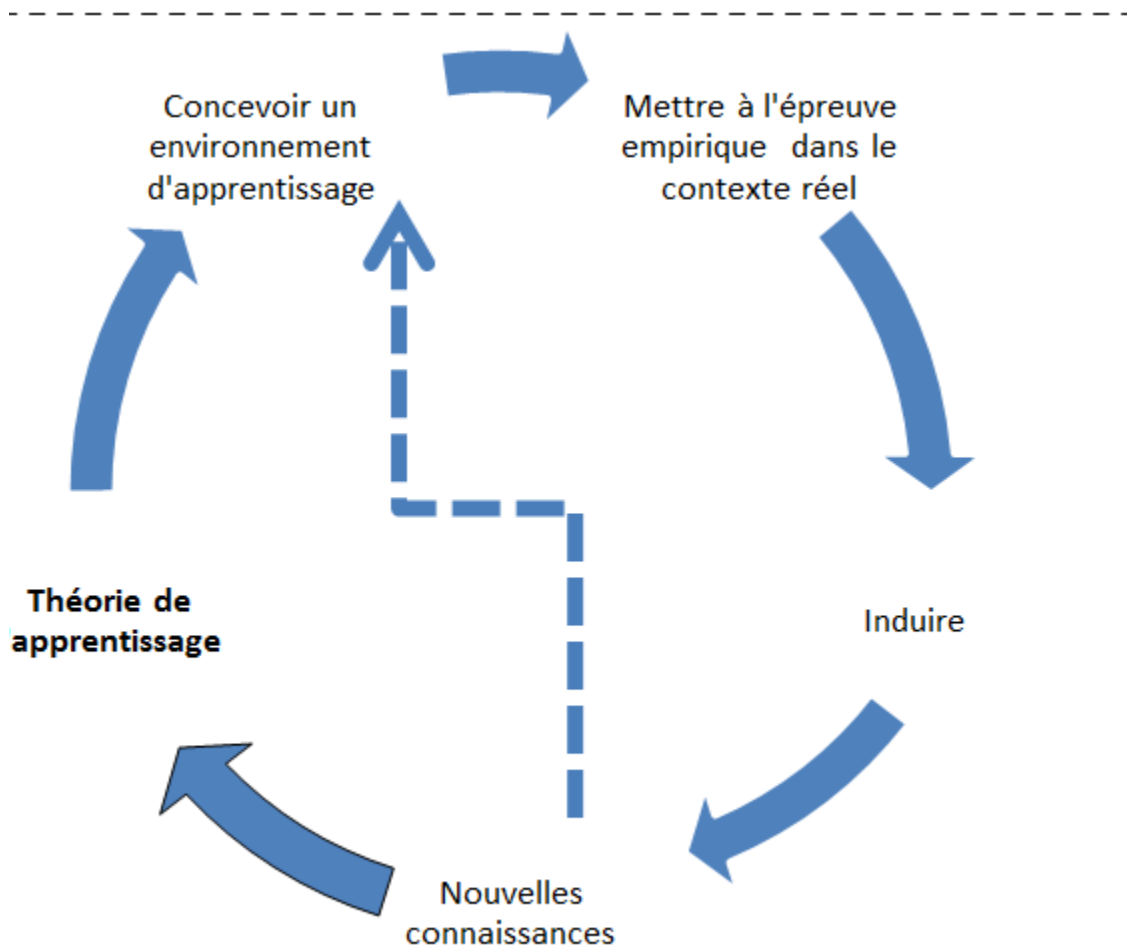 Concevoir un
environnement
d'apprentissage
Mettre à l'épreuve
empirique dans le
contexte réel
Théorie de
apprentissage
Induire
Nouvelles
connaissances